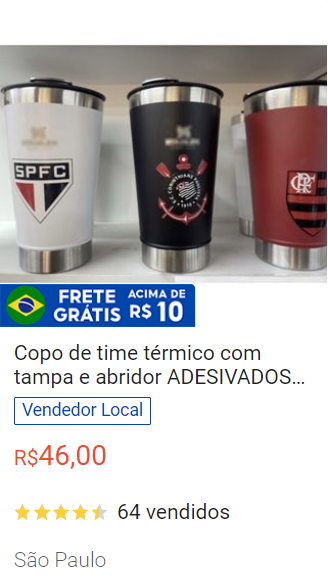 SPFC
FRETE GRÁTIS
ACIMA DE R$ 10
Copo de time térmico com
tampa e abridor ADESIVADOS...
Vendedor Local
R$46,00
64 vendidos
São Paulo